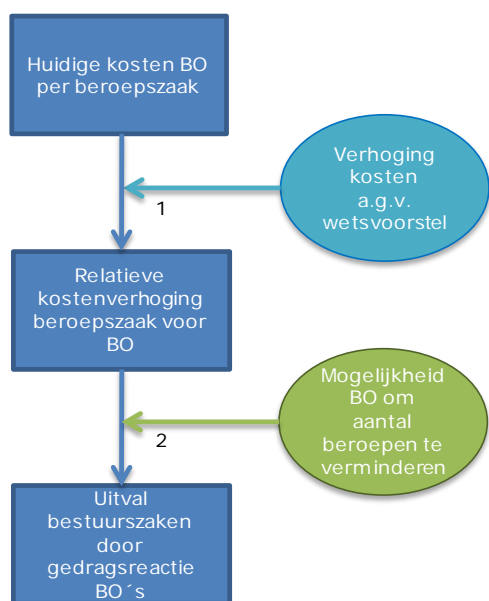 Huidige kosten BO
per beroepszaak
Verhoging
kosten
a.g.v.
wetsvoorstel
1
Relatieve
kostenverhoging
beroepszaak voor
BO
Mogelijkheid
BO om
aantal
beroepen te
verminderen
2
Uitval
bestuurszaken
door
gedragsreactie
BO´s